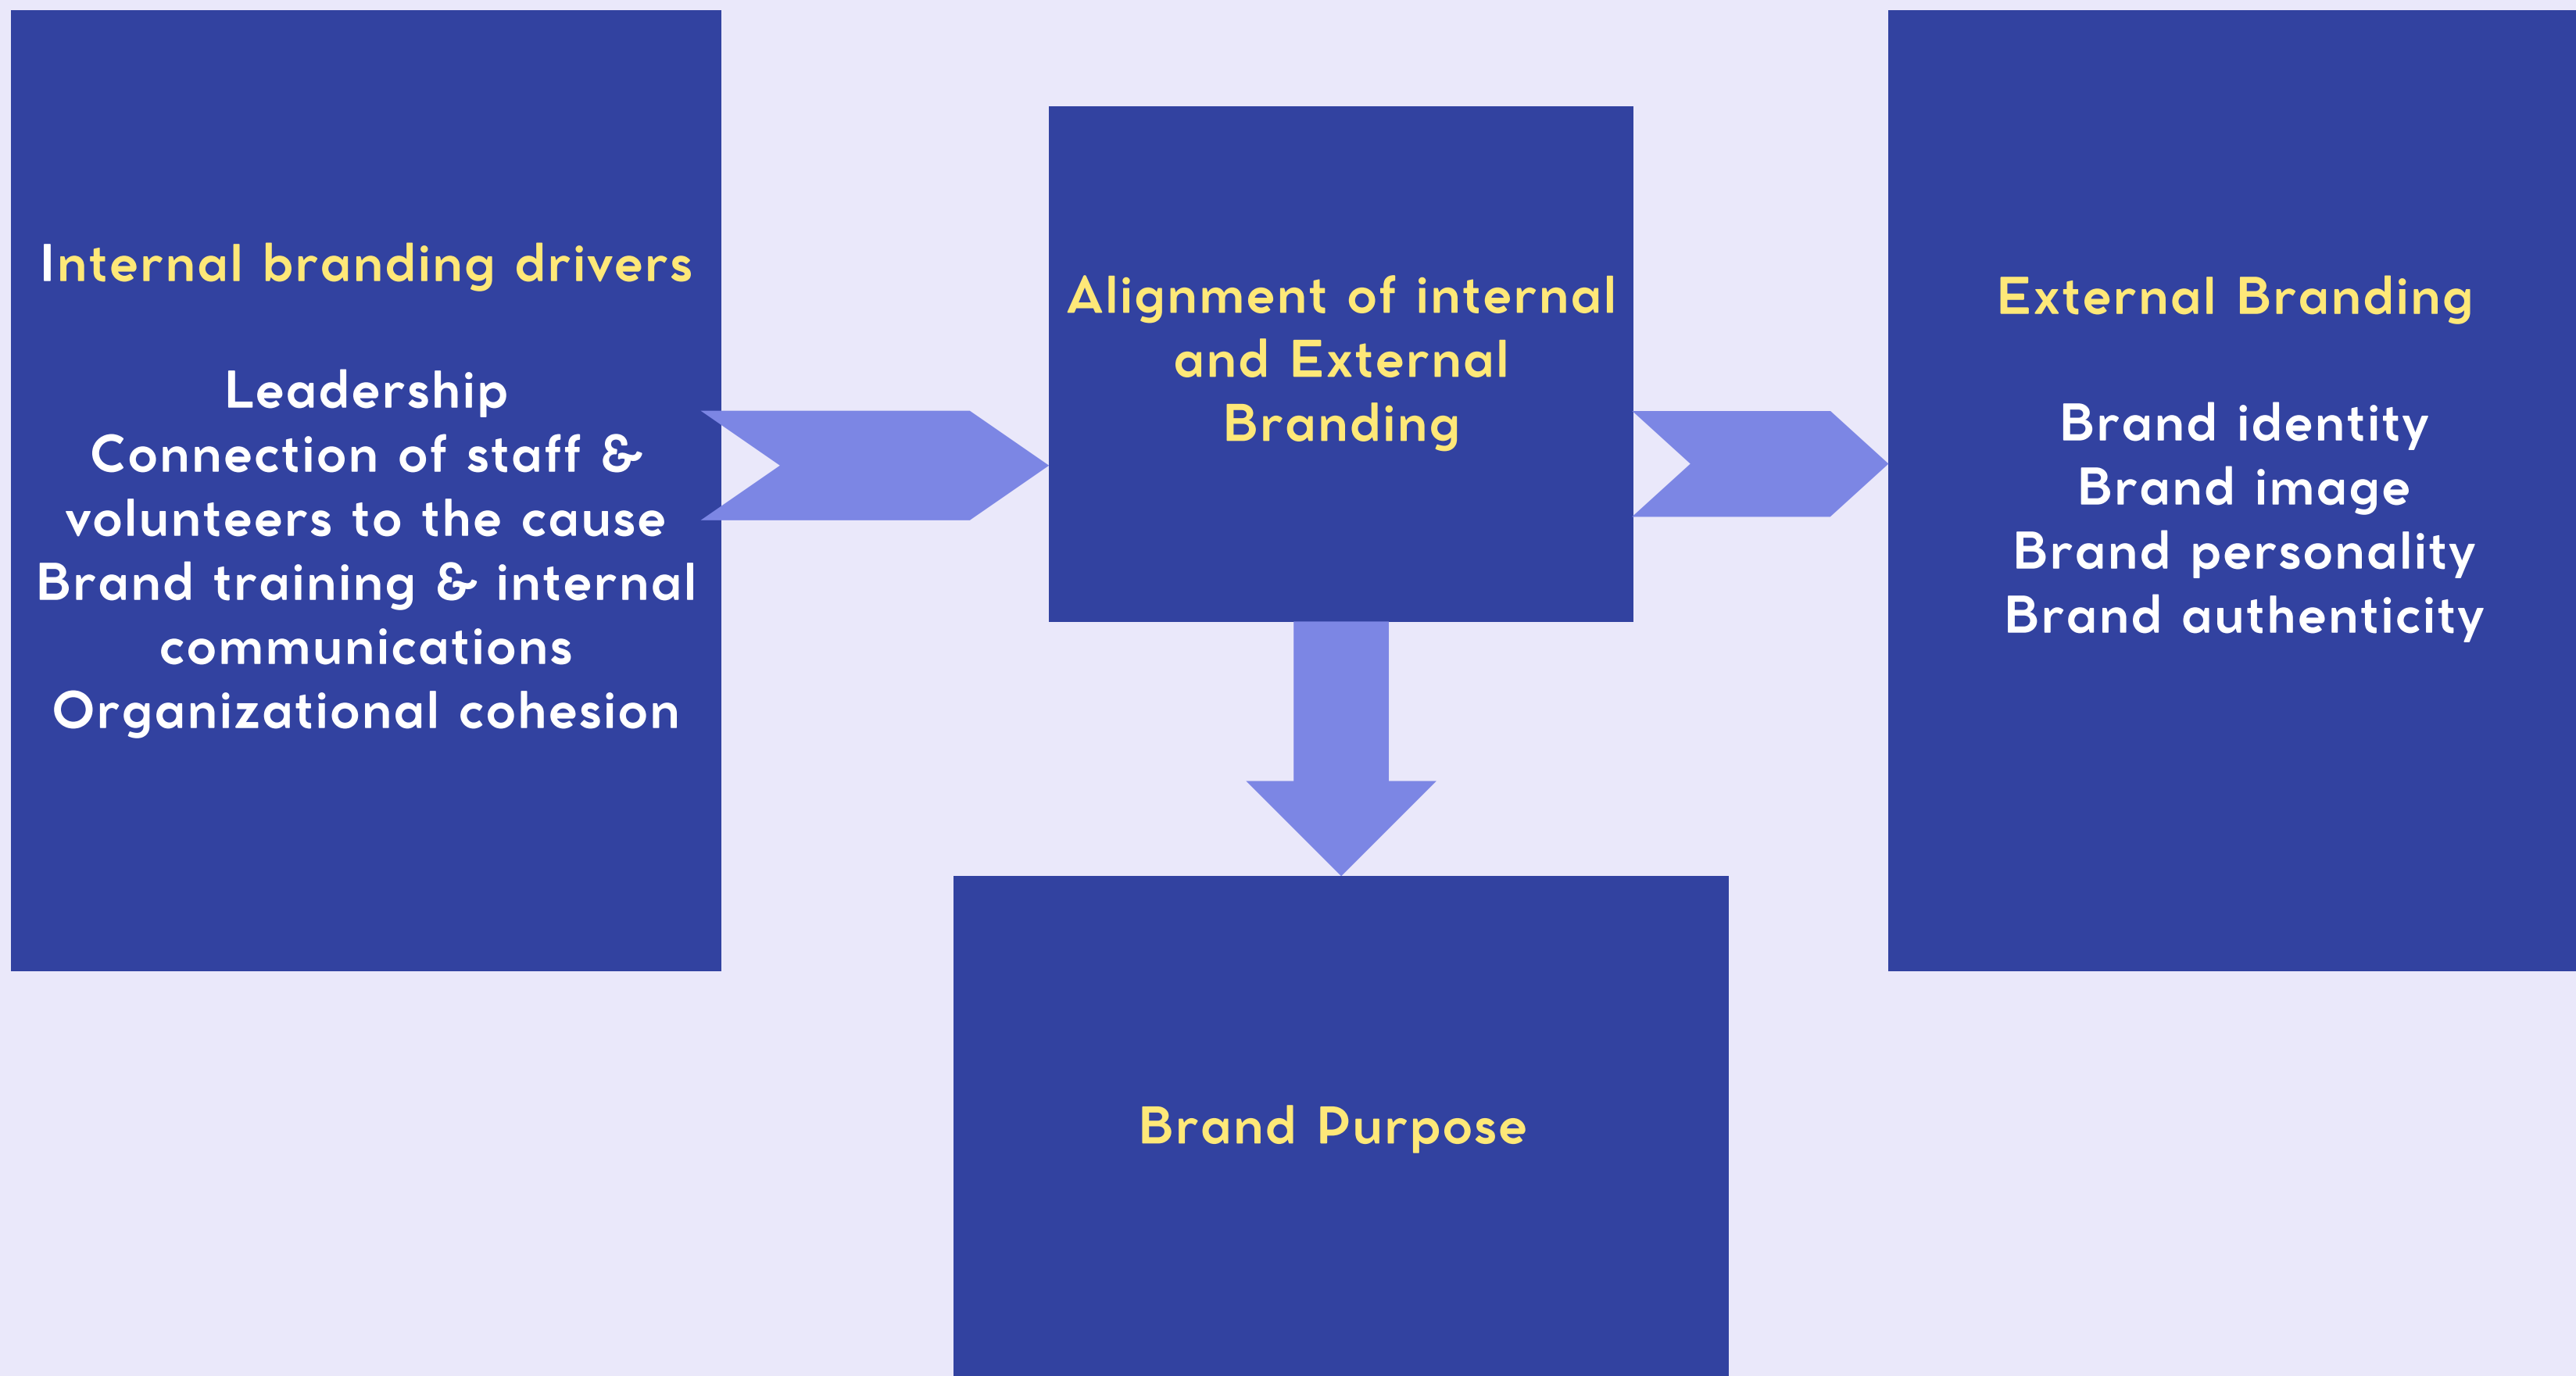 Internal branding drivers
Leadership
Connection of staff &
volunteers to the cause
Brand training & internal
communications
Organizational cohesion
Alignment of internal
and External
Branding
External Branding
Brand identity
Brand image
Brand personality
Brand authenticity
Brand Purpose